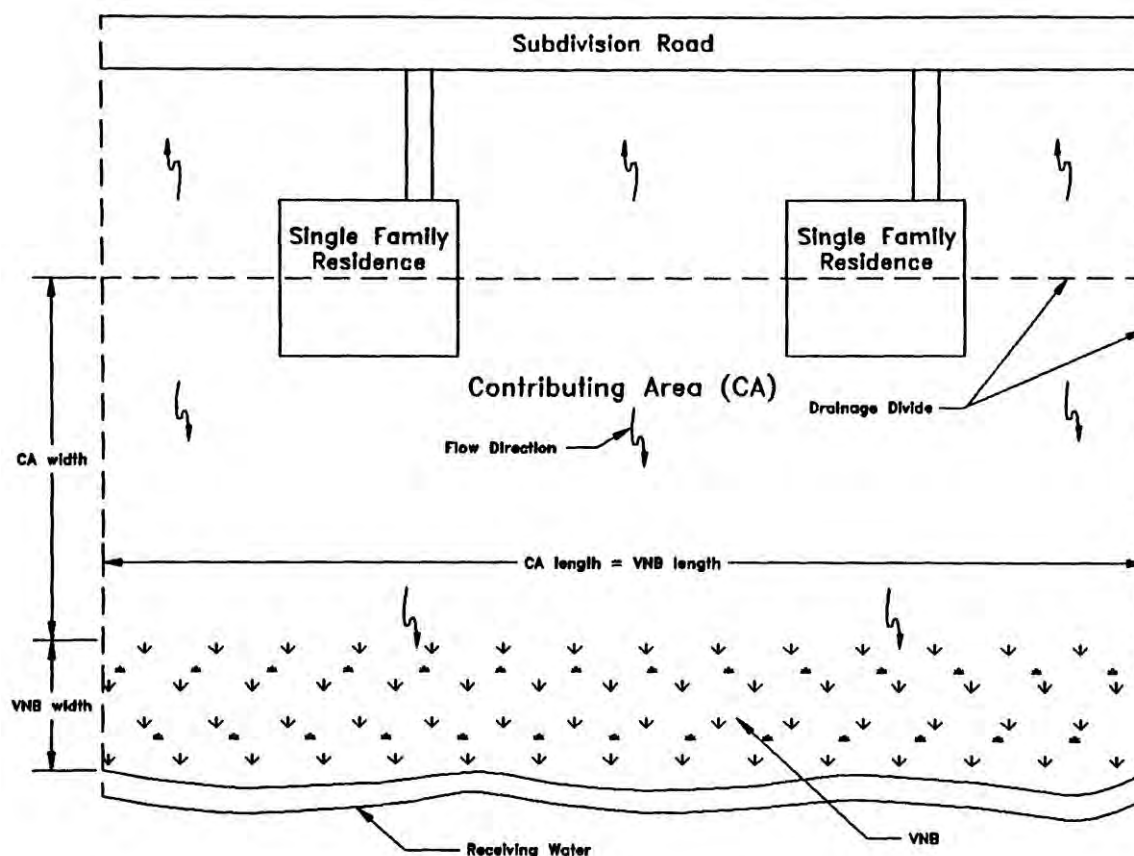 Subdivision Road
Single Family
Residence
Single Family
Residence
Contributing Area (CA)
Drainage Divide
Flow Direction
CA width
CA length = VNB length
VNB width
VNB
Receiving Water